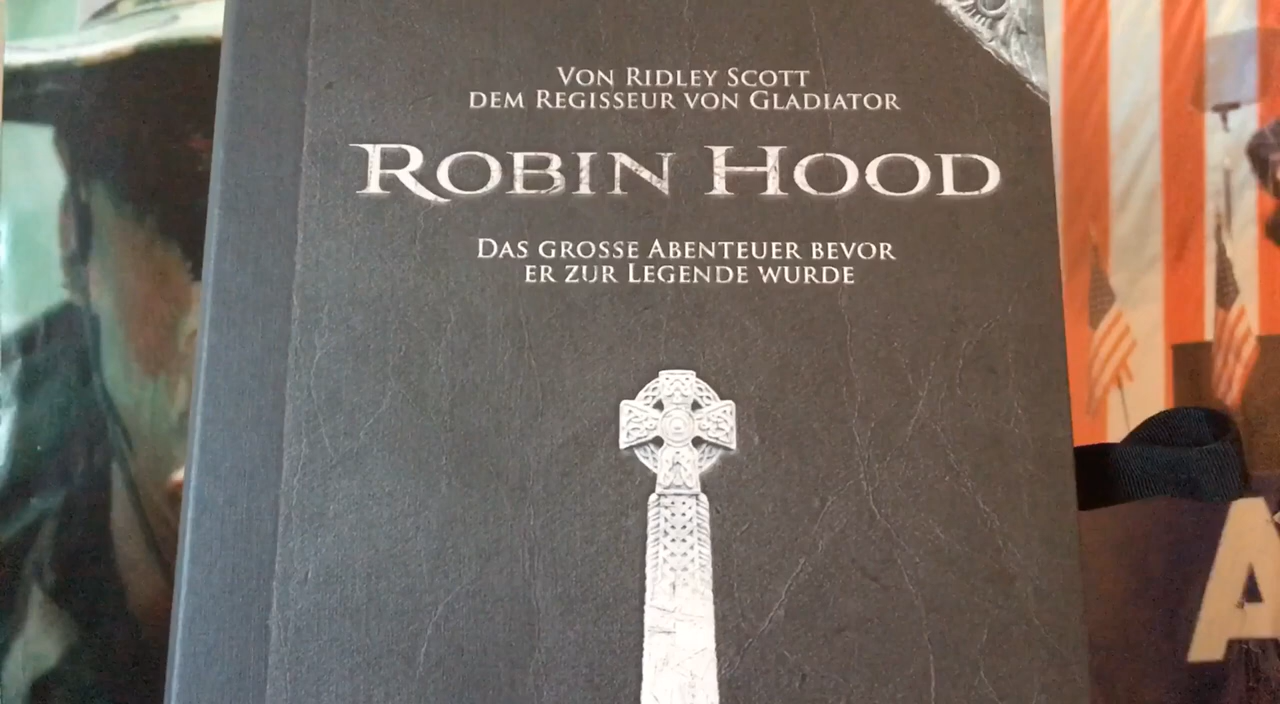 Von Ridley Scott
dem Regisseur von Gladiator
Robin Hood
Das grosse Abenteuer bevor
er zur Legende wurde
A